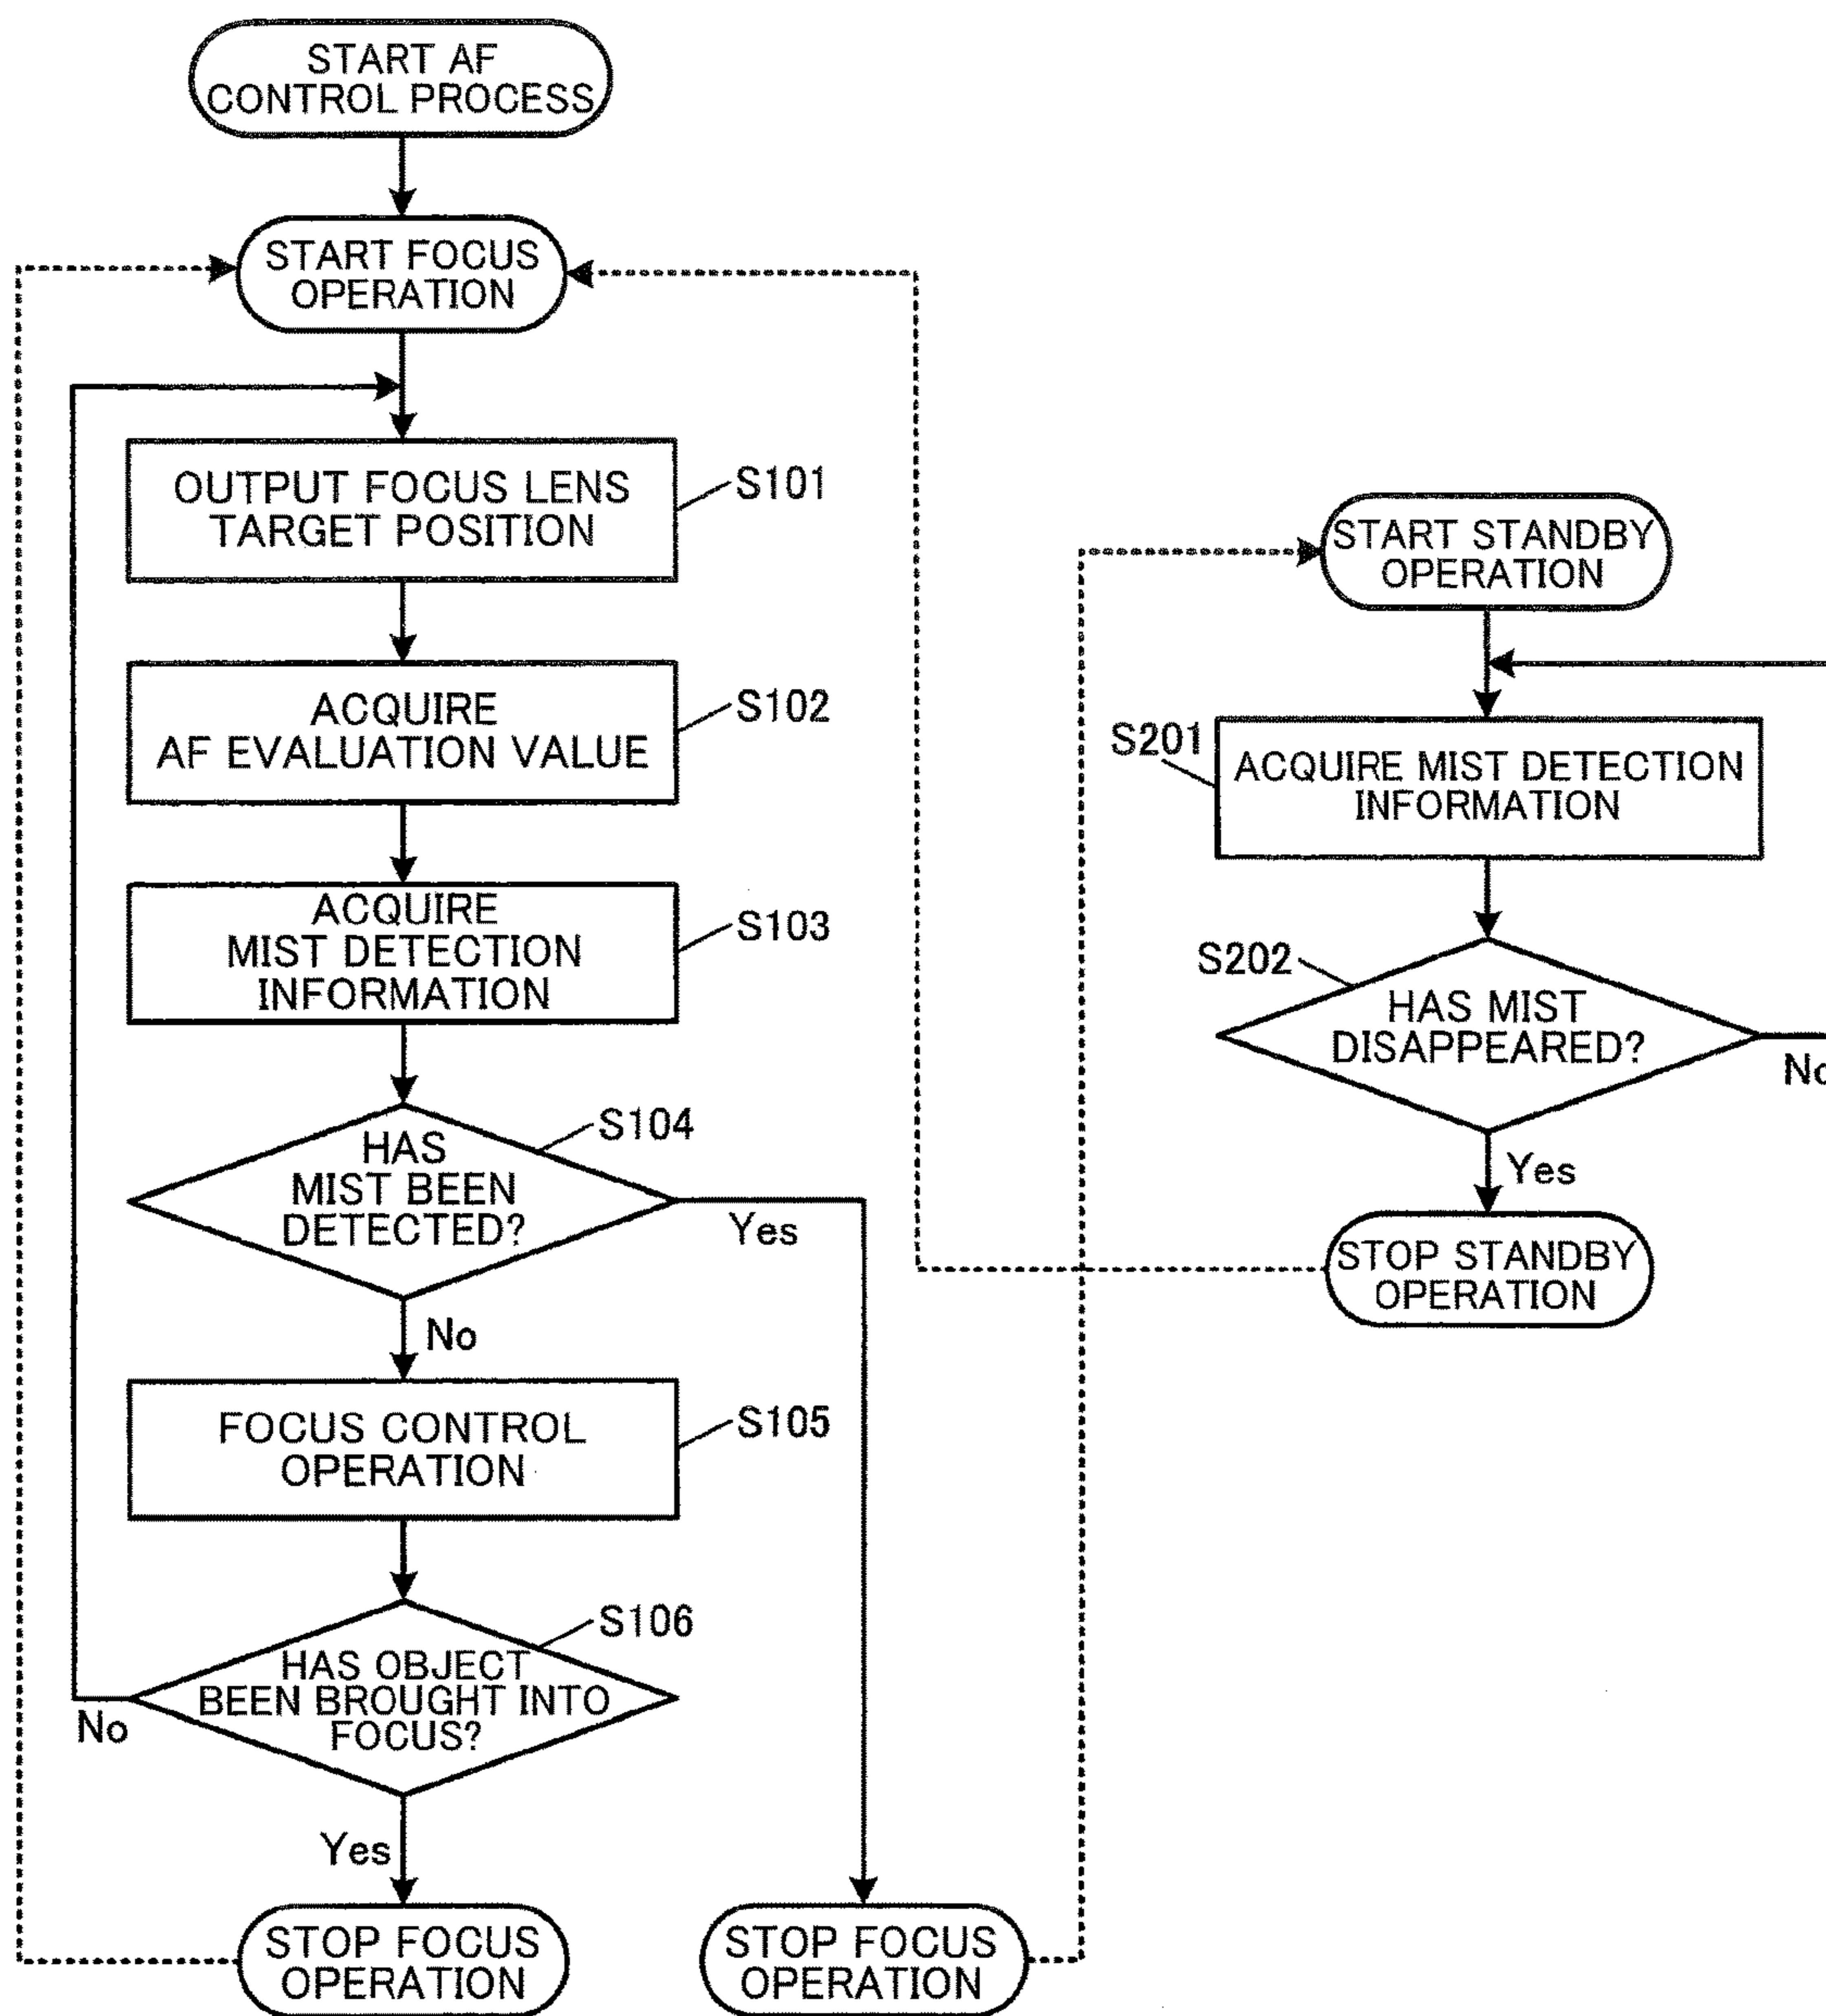 START AF
CONTROL PROCESS
START FOCUS
OPERATION
OUTPUT FOCUS LENS
TARGET POSITION
S101
ACQUIRE
AF EVALUATION VALUE
S102
ACQUIRE
MIST DETECTION
INFORMATION
S103
HAS
MIST BEEN
DETECTED?
S104
Yes
No
FOCUS CONTROL
OPERATION
S105
HAS OBJECT
BEEN BROUGHT INTO
FOCUS?
S106
No
Yes
STOP FOCUS
OPERATION
STOP FOCUS
OPERATION
START STANDBY
OPERATION
S201
ACQUIRE MIST DETECTION
INFORMATION
S202
HAS MIST
DISAPPEARED?
No
Yes
STOP STANDBY
OPERATION